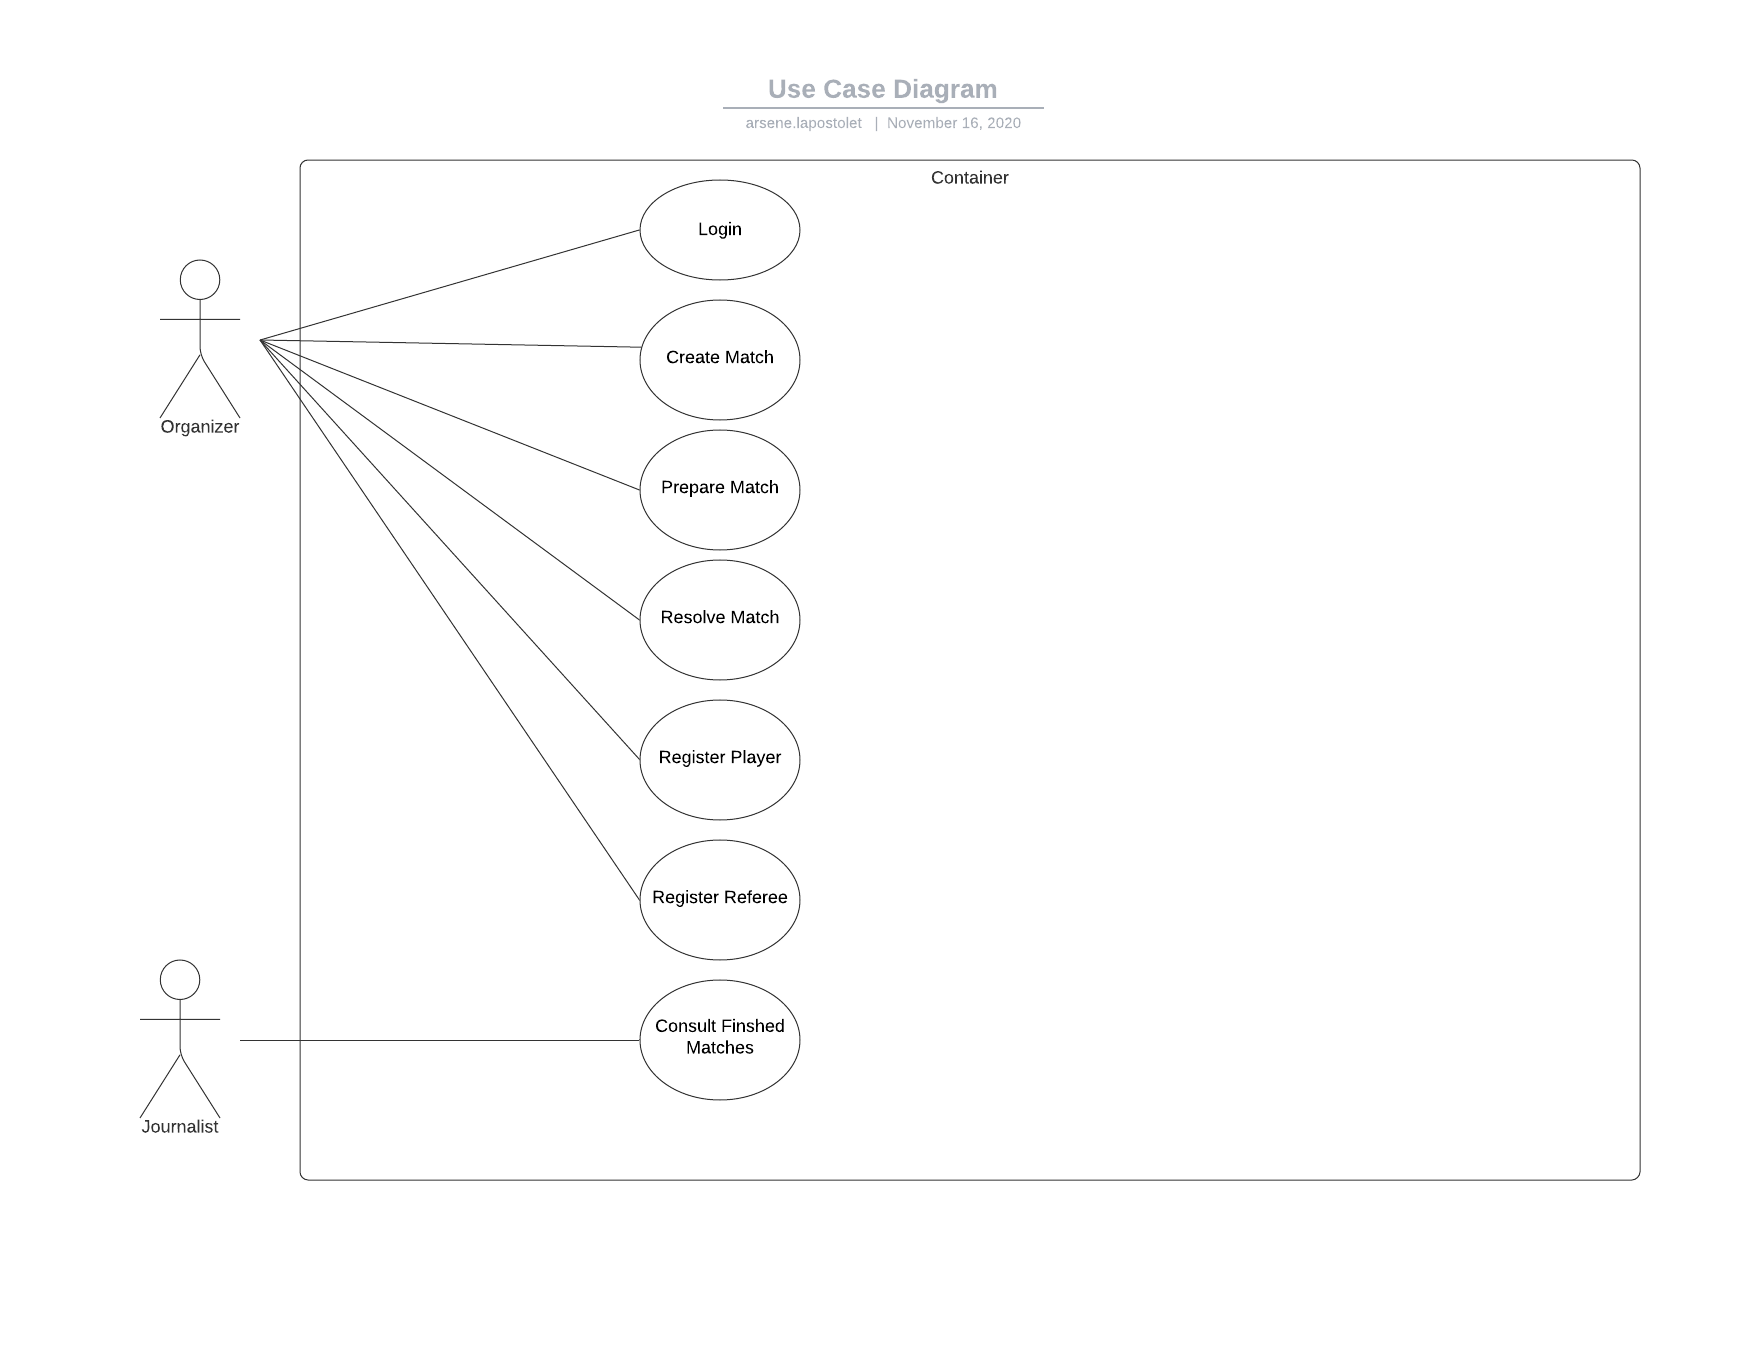 Use Case Diagram
arsene.lapostolet | November 16, 2020
Container
Login
Create Match
Organizer
Prepare Match
Resolve Match
Register Player
Register Referee
Consult Finshed
Matches
Journalist